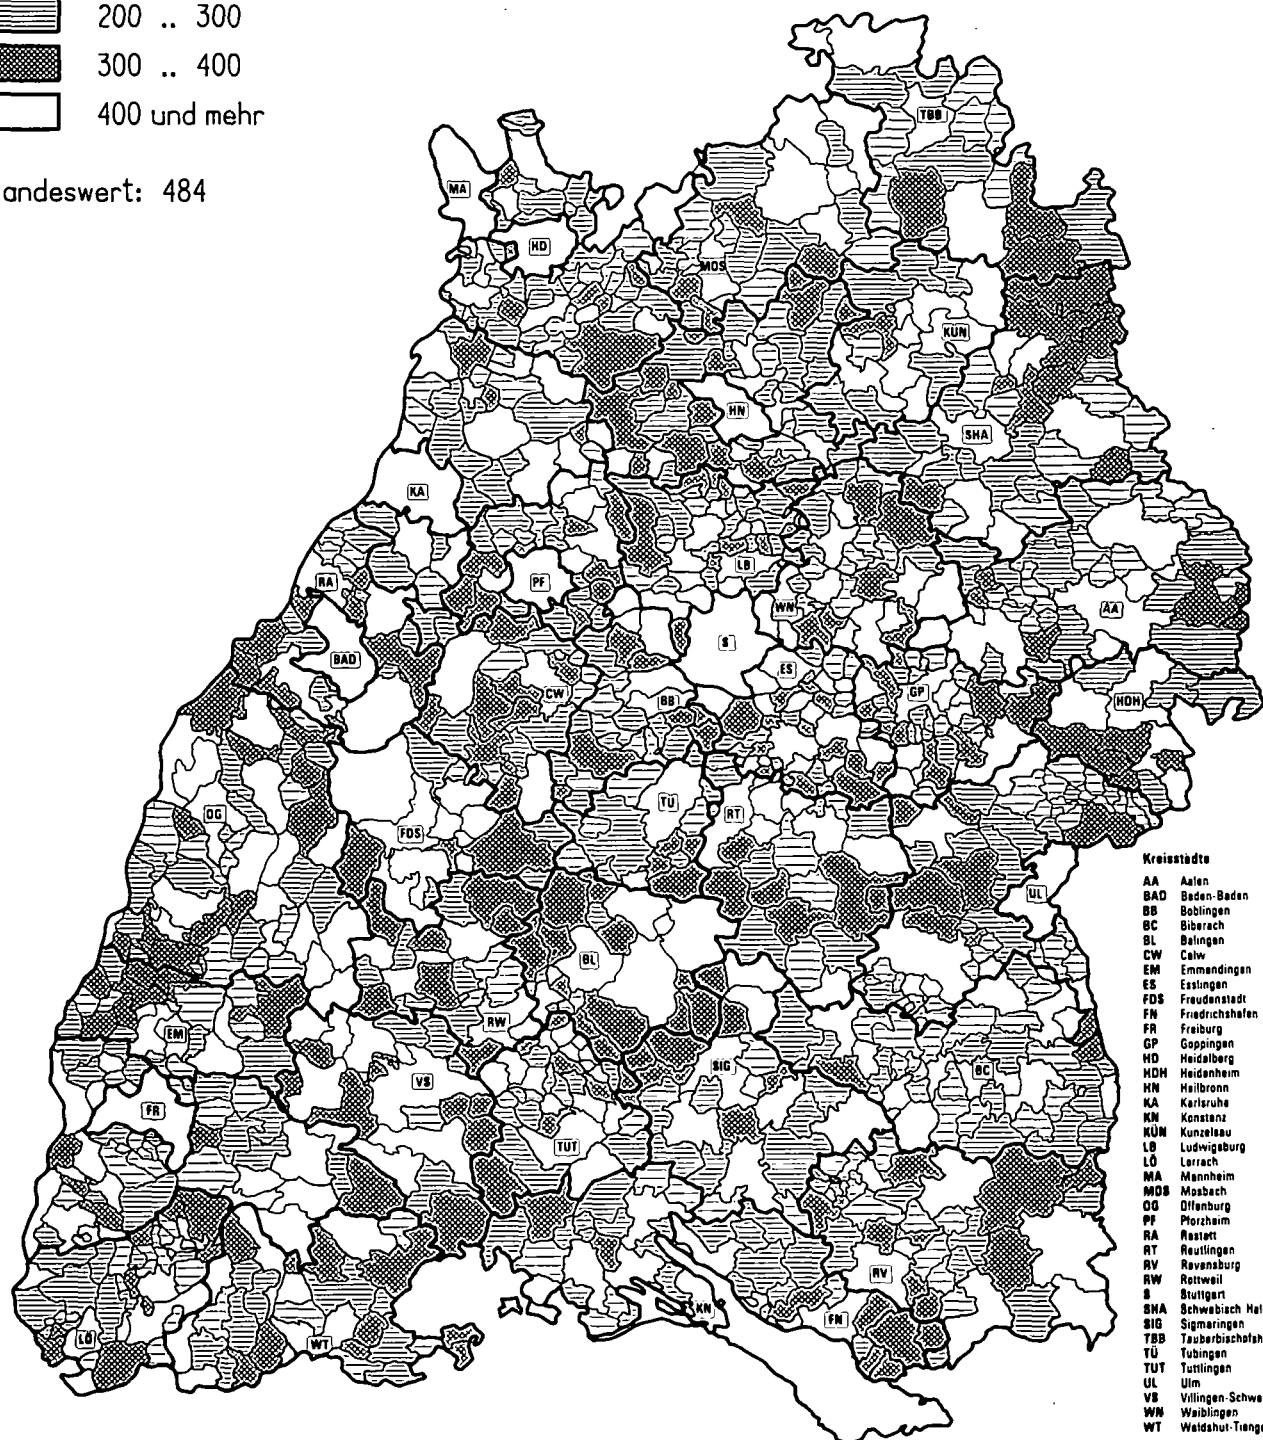 200 .. 300
300 .. 400
400 und mehr
andeswert: 484
TBB
MA
HD
MOS
KÜN
HN
SHA
KA
LB
PF
RA
WN
AA
S
BAD
ES
CW
BB
GP
HDH
OG
TÜ
RT
FDS
UL
BL
RW
EM
SIG
BC
VS
FR
TUT
RV
KN
FN
LÖ
WT
Kreisstädte
AA Aalen
BAD Baden-Baden
BB Böblingen
BC Biberach
BL Balingen
CW Calw
EM Emmendingen
ES Esslingen
FDS Freudenstadt
FN Friedrichshafen
FR Freiburg
GP Goppingen
HD Heidelberg
HDH Heidenheim
HN Heilbronn
KA Karlsruhe
KN Konstanz
KÜN Kunzelsau
LB Ludwigsburg
LÖ Lorrach
MA Mannheim
MOS Mosbach
OG Offenburg
PF Pforzheim
RA Rastatt
RT Reutlingen
RV Ravensburg
RW Rottweil
S Stuttgart
SHA Schwabisch Hal
SIG Sigmaringen
TBB Tauberbischofsh
TÜ Tubingen
TUT Tuttlingen
UL Ulm
VS Villingen-Schwe
WN Waiblingen
WT Waldshut-Tienge